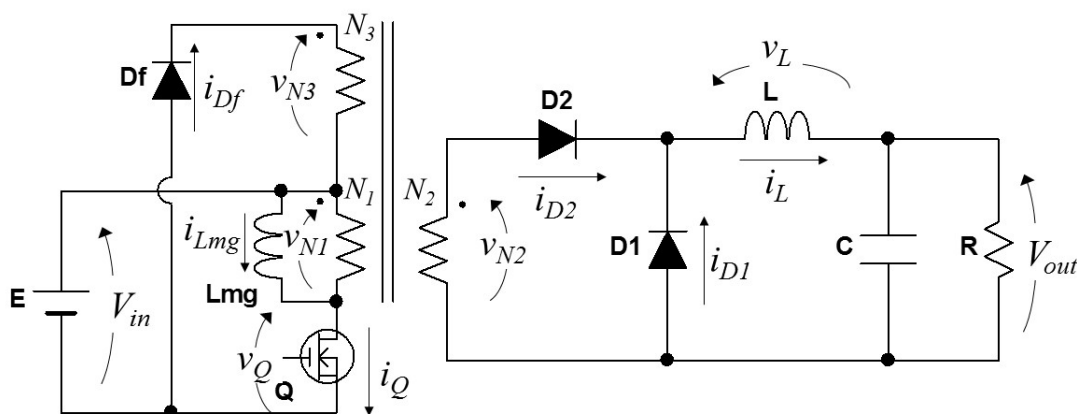 N3
Df
iDf
vN3
D2
vL
L
iD2
iL
N1
N2
iLmg
vN1
Lmg
vN2
D1
iD1
C
R
Vout
E
Vin
vQ
Q
iQ